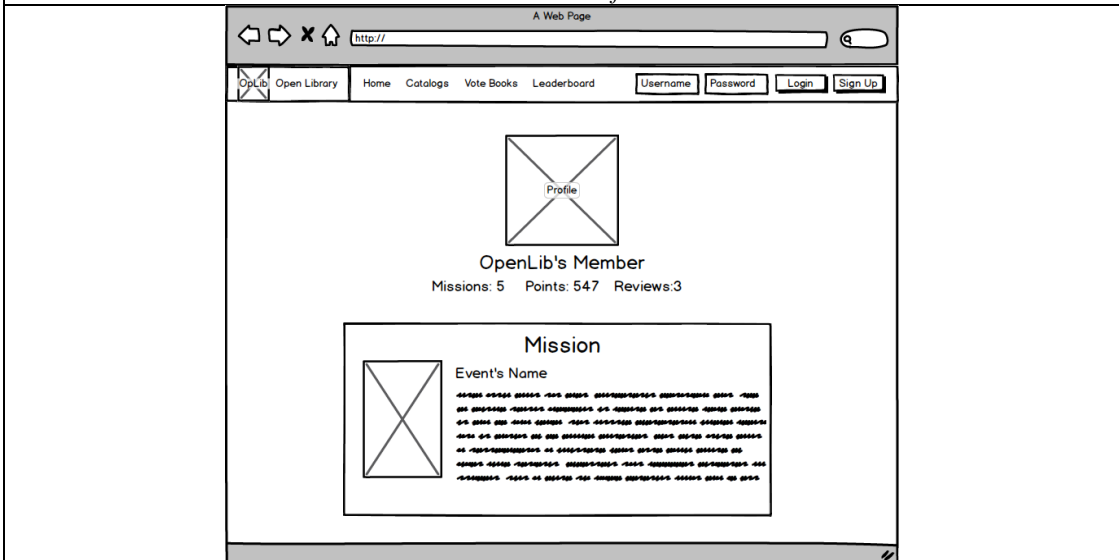 A Web Page
http://
OpLib Open Library Home Catalogs Vote Books Leaderboard Username Password Login Sign Up
Profile
OpenLib's Member
Missions: 5 Points: 547 Reviews:3
Mission
Event's Name